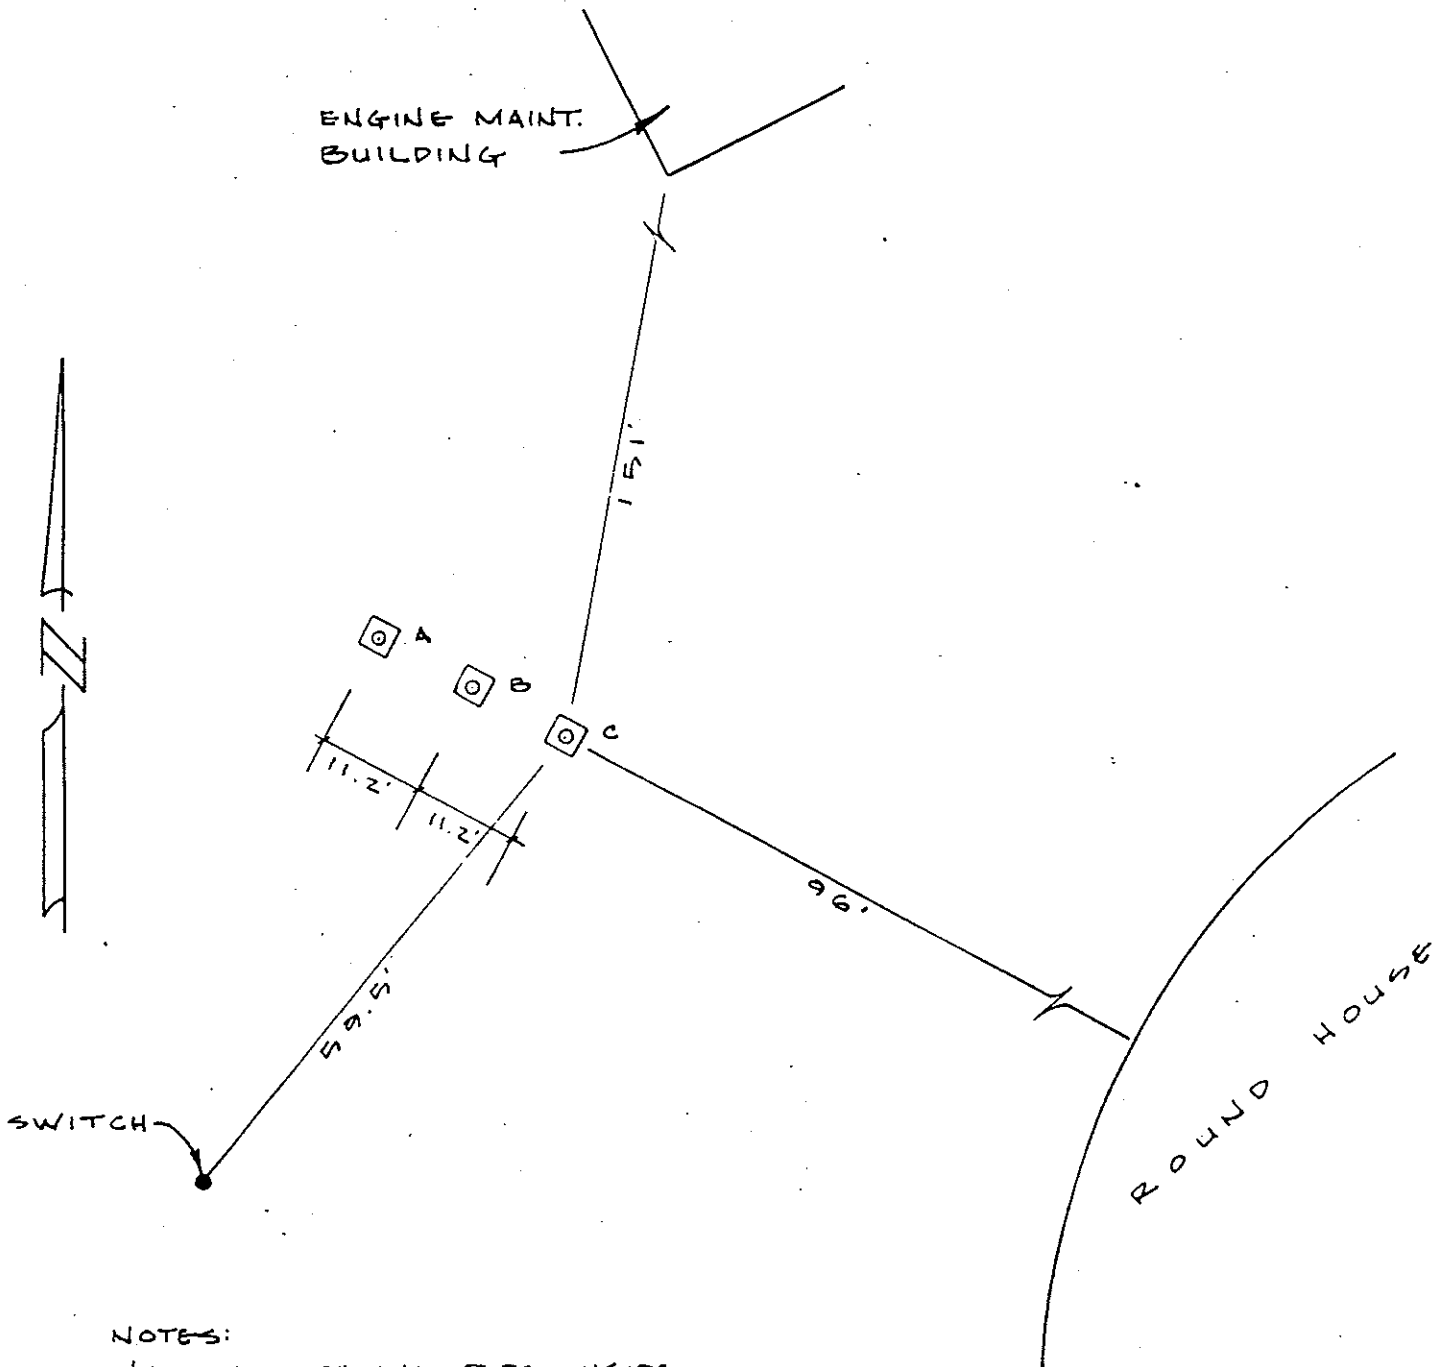 ENGINE MAINT.
BUILDING
151'
N
A
B
C
11.2'
11.2'
96'
59.5'
SWITCH
ROUND HOUSE
NOTES: